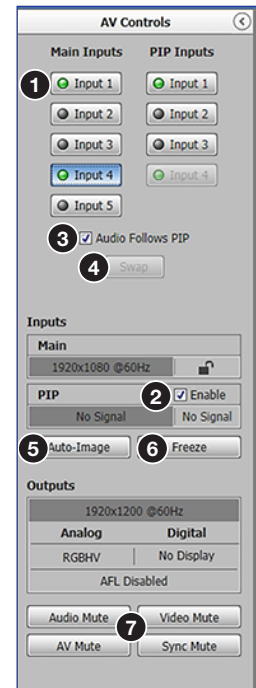 AV Controls
Main Inputs PIP Inputs
1 Input 1 Input 1
Input 2 Input 2
Input 3 Input 3
Input 4 Input 4
Input 5
3 Audio Follows PIP
4 Swap
Inputs
Main
1920x1080 @60Hz
PIP 2 Enable
No Signal No Signal
5 Auto-Image 6 Freeze
Outputs
1920x1200 @60Hz
Analog Digital
RGBHV No Display
AFL Disabled
Audio Mute 7 Video Mute
AV Mute Sync Mute